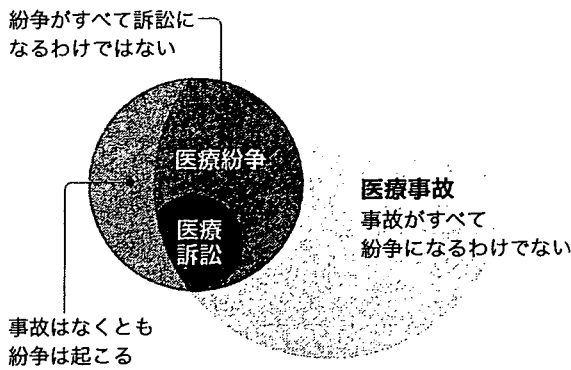 紛争がすべて訴訟に
なるわけではない
医療紛争
医療
訴訟
医療事故
事故がすべて
紛争になるわけでない
事故はなくとも
紛争は起こる